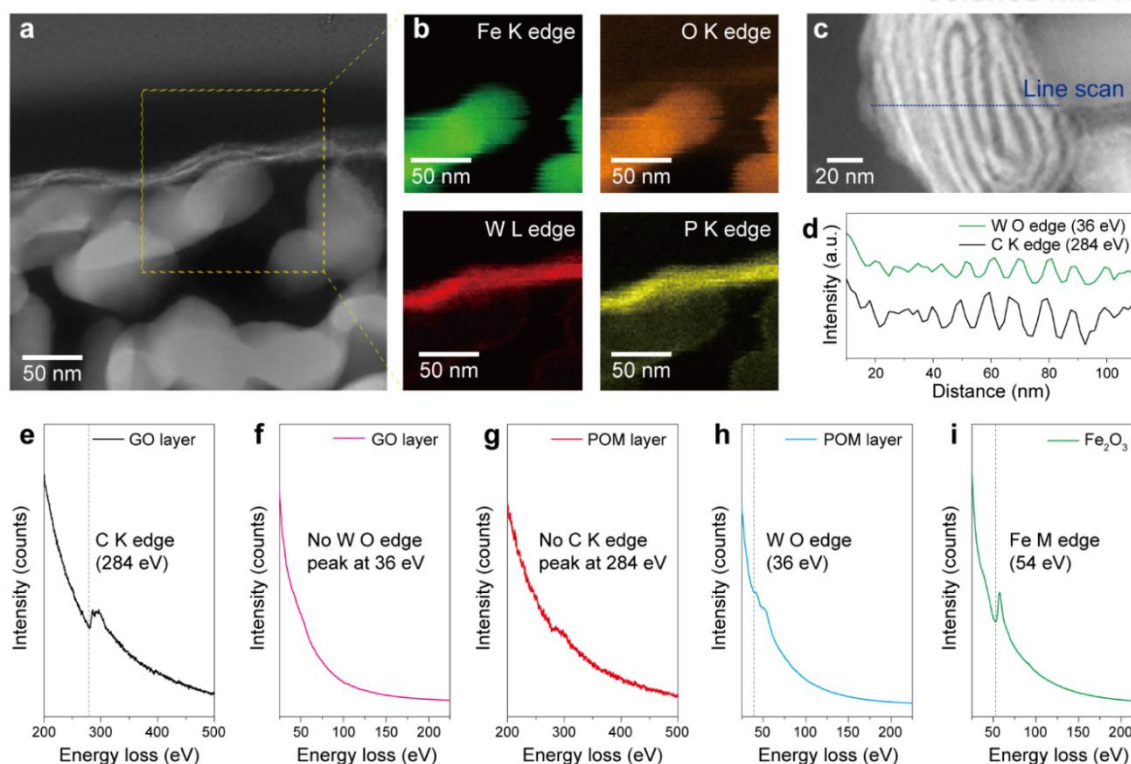 a
b
Fe K edge
50 nm
O K edge
50 nm
c
Line scan
20 nm
50 nm
W L edge
50 nm
P K edge
50 nm
d
W O edge (36 eV)
C K edge (284 eV)
Intensity (a.u.)
20 40 60 80 100
Distance (nm)
e
GO layer
C K edge
(284 eV)
Intensity (counts)
200 300 400 500
Energy loss (eV)
f
GO layer
No W O edge
peak at 36 eV
Intensity (counts)
50 100 150 200
Energy loss (eV)
g
POM layer
No C K edge
peak at 284 eV
Intensity (counts)
200 300 400 500
Energy loss (eV)
h
POM layer
W O edge
(36 eV)
Intensity (counts)
50 100 150 200
Energy loss (eV)
i
Fe₂O₃
Fe M edge
(54 eV)
Intensity (counts)
50 100 150 200
Energy loss (eV)